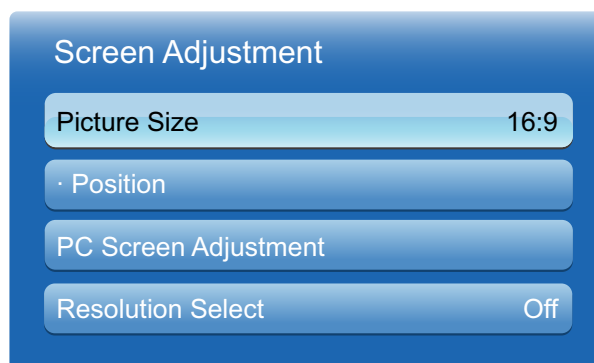 Screen Adjustment
Picture Size 16:9
· Position
PC Screen Adjustment
Resolution Select Off